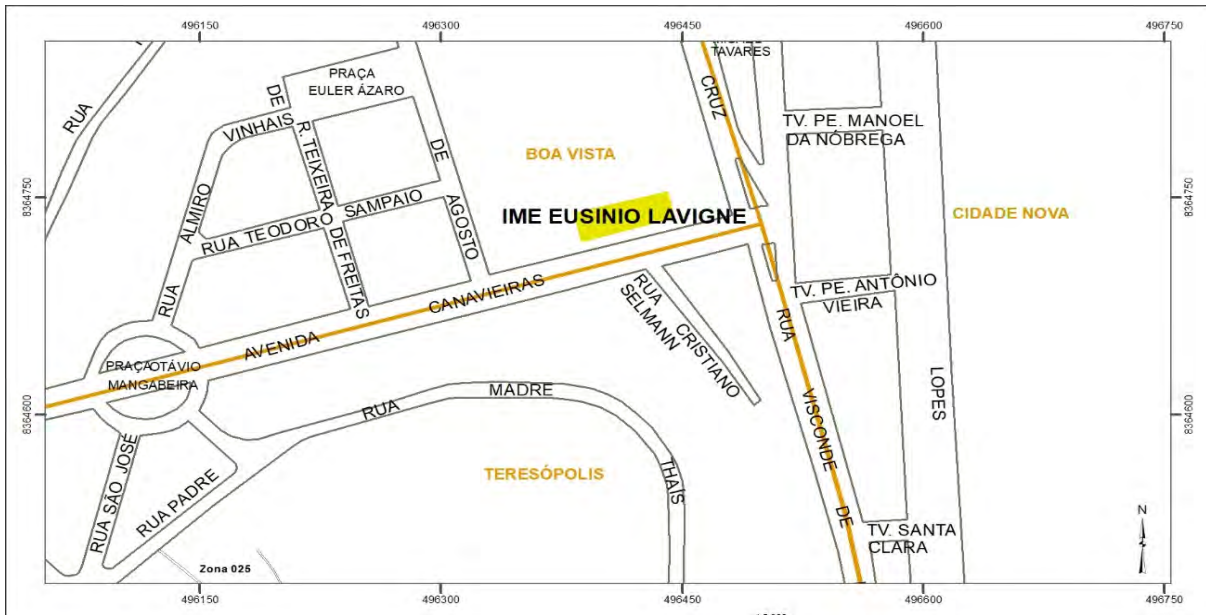 496150
496300
496450
496600
496750
TAVARES
PRAÇA
EULER ÁZARO
RUA
DE
VINHAIS
CRUZ
TV. PE. MANOEL
DA NÓBREGA
R. TEIXEIRA DE FREITAS
DE
AGOSTO
BOA VISTA
8364750
8364750
ALMIRO
SAMPAIO
IME EUSINIO LAVIGNE
CIDADE NOVA
RUA TEODORO
RUA
TV. PE. ANTÔNIO
VIEIRA
CANAVIEIRAS
RUA CRISTIANO
SELMANN
RUA
AVENIDA
PRAÇA OTÁVIO
MANGABEIRA
LOPES
MADRE
RUA
8364600
8364600
VISCONDE
TERESÓPOLIS
THAÍS
RUA SÃO JOSÉ
RUA PADRE
DE
TV. SANTA
CLARA
N
Zona 025
496150
496300
496450
496600
496750